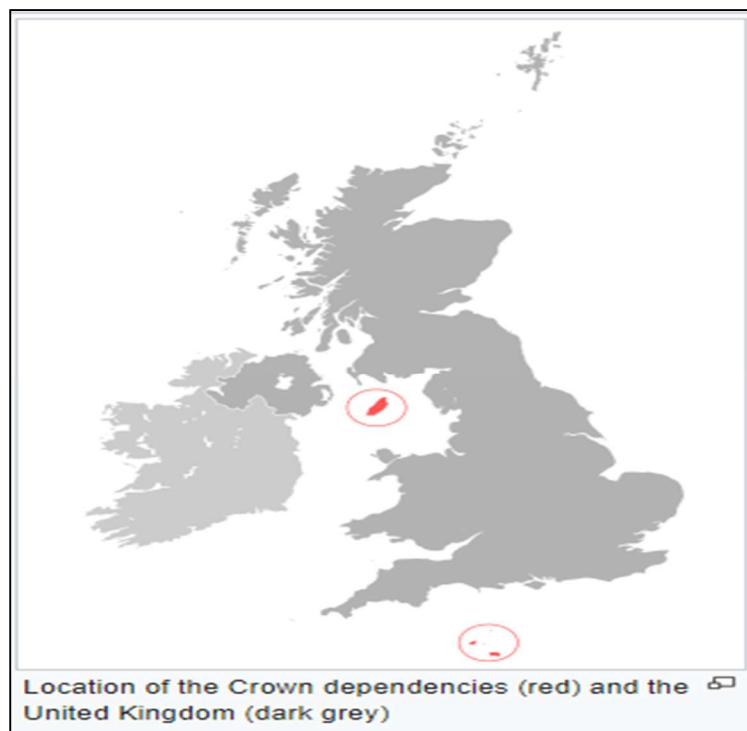 Location of the Crown dependencies (red) and the
United Kingdom (dark grey)